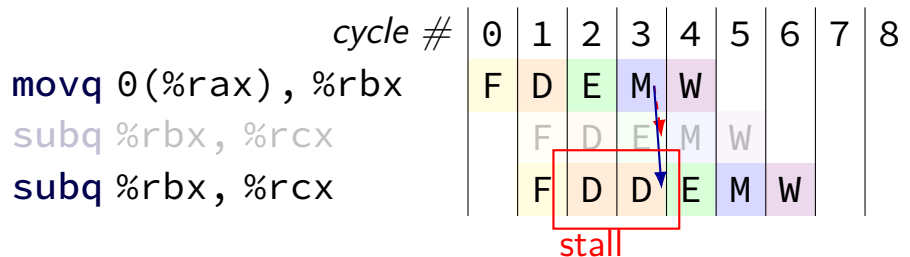 cycle # 0 1 2 3 4 5 6 7 8
movq 0(%rax), %rbx F D E M W
subq %rbx, %rcx F D E M W
subq %rbx, %rcx F D D E M W
stall